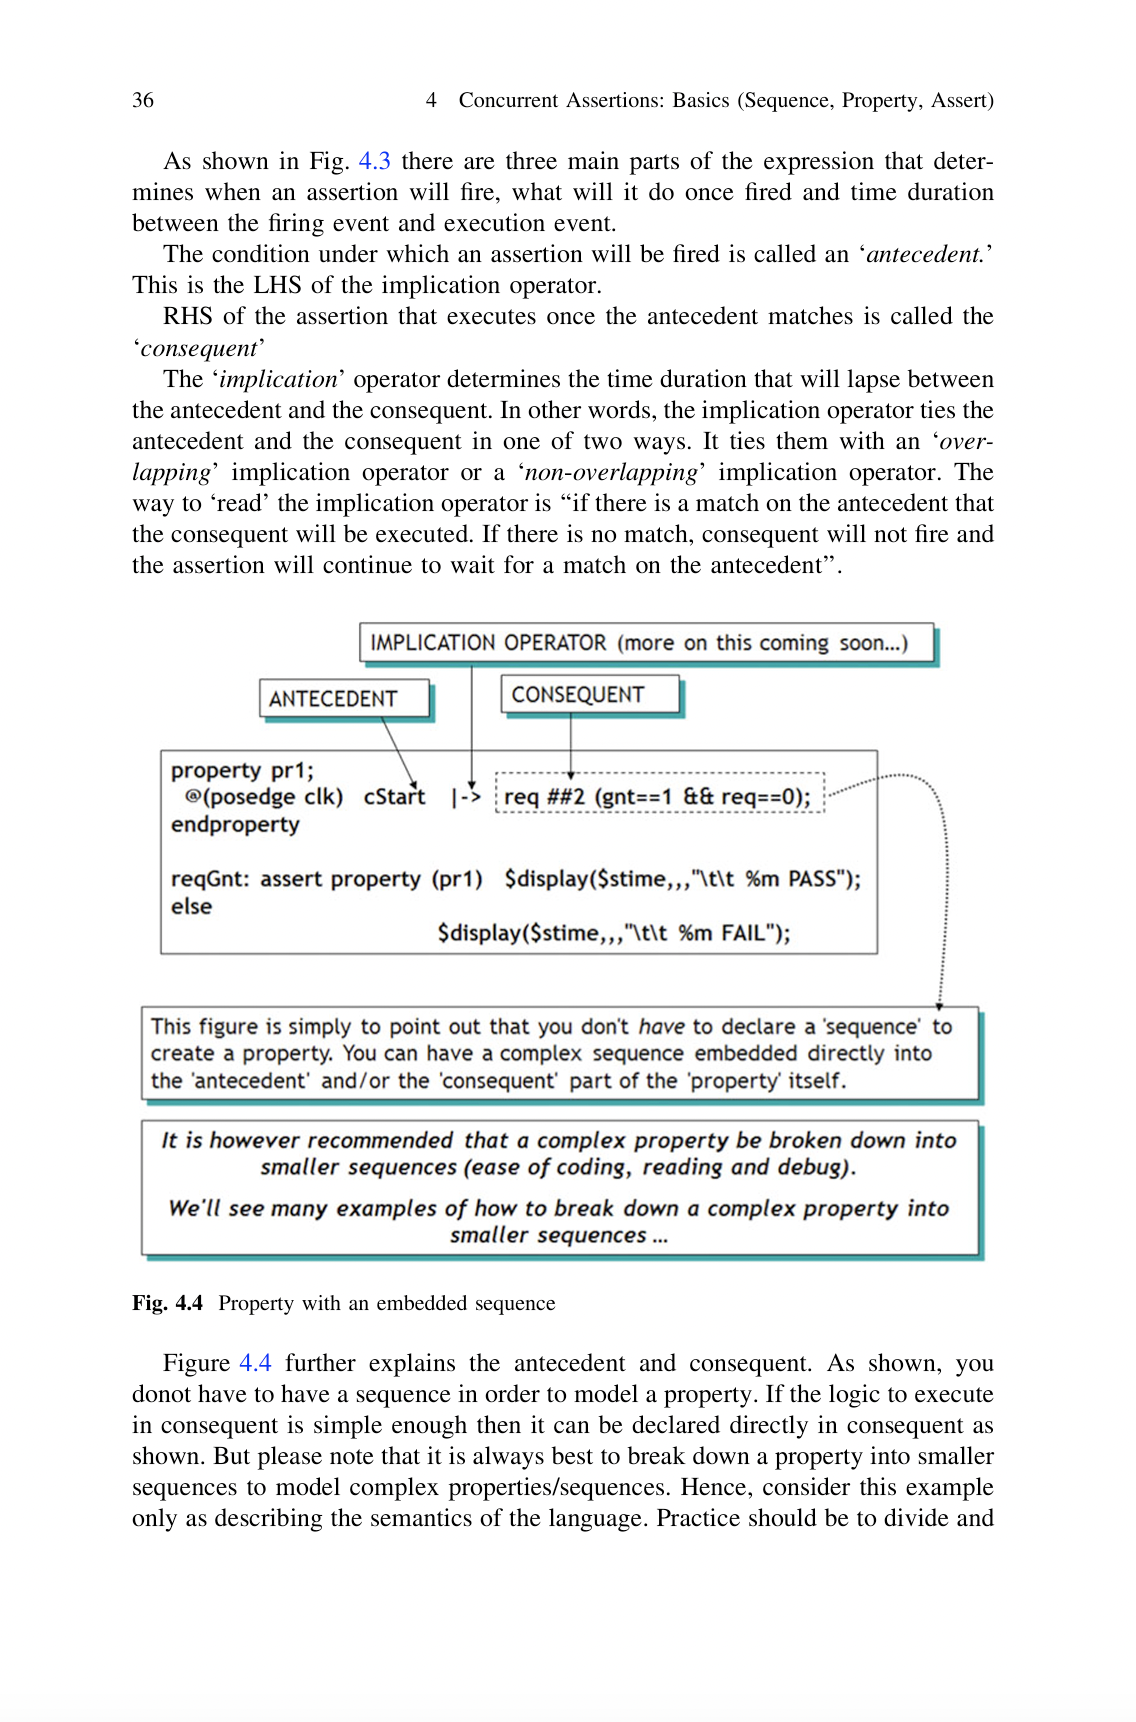 36 4 Concurrent Assertions: Basics (Sequence, Property, Assert)
As shown in Fig. 4.3 there are three main parts of the expression that deter-
mines when an assertion will fire, what will it do once fired and time duration
between the firing event and execution event.
The condition under which an assertion will be fired is called an ‘antecedent.’
This is the LHS of the implication operator.
RHS of the assertion that executes once the antecedent matches is called the
‘consequent’
The ‘implication’ operator determines the time duration that will lapse between
the antecedent and the consequent. In other words, the implication operator ties the
antecedent and the consequent in one of two ways. It ties them with an ‘over-
lapping’ implication operator or a ‘non-overlapping’ implication operator. The
way to ‘read’ the implication operator is “if there is a match on the antecedent that
the consequent will be executed. If there is no match, consequent will not fire and
the assertion will continue to wait for a match on the antecedent”.
IMPLICATION OPERATOR (more on this coming soon...)
ANTECEDENT
CONSEQUENT
property pr1;
@(posedge clk) cStart |-> req ##2 (gnt==1 && req==0);
endproperty
reqGnt: assert property (pr1) $display($stime,,,"\t\t %m PASS");
else
$display($stime,,,"\t\t %m FAIL");
This figure is simply to point out that you don't have to declare a 'sequence' to
create a property. You can have a complex sequence embedded directly into
the 'antecedent' and/or the 'consequent' part of the 'property' itself.
It is however recommended that a complex property be broken down into
smaller sequences (ease of coding, reading and debug).
We'll see many examples of how to break down a complex property into
smaller sequences ...
Fig. 4.4 Property with an embedded sequence
Figure 4.4 further explains the antecedent and consequent. As shown, you
donot have to have a sequence in order to model a property. If the logic to execute
in consequent is simple enough then it can be declared directly in consequent as
shown. But please note that it is always best to break down a property into smaller
sequences to model complex properties/sequences. Hence, consider this example
only as describing the semantics of the language. Practice should be to divide and